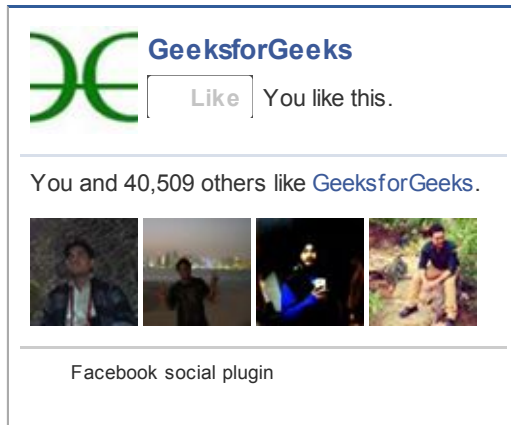 GeeksforGeeks
Like You like this.
You and 40,509 others like GeeksforGeeks.
Facebook social plugin